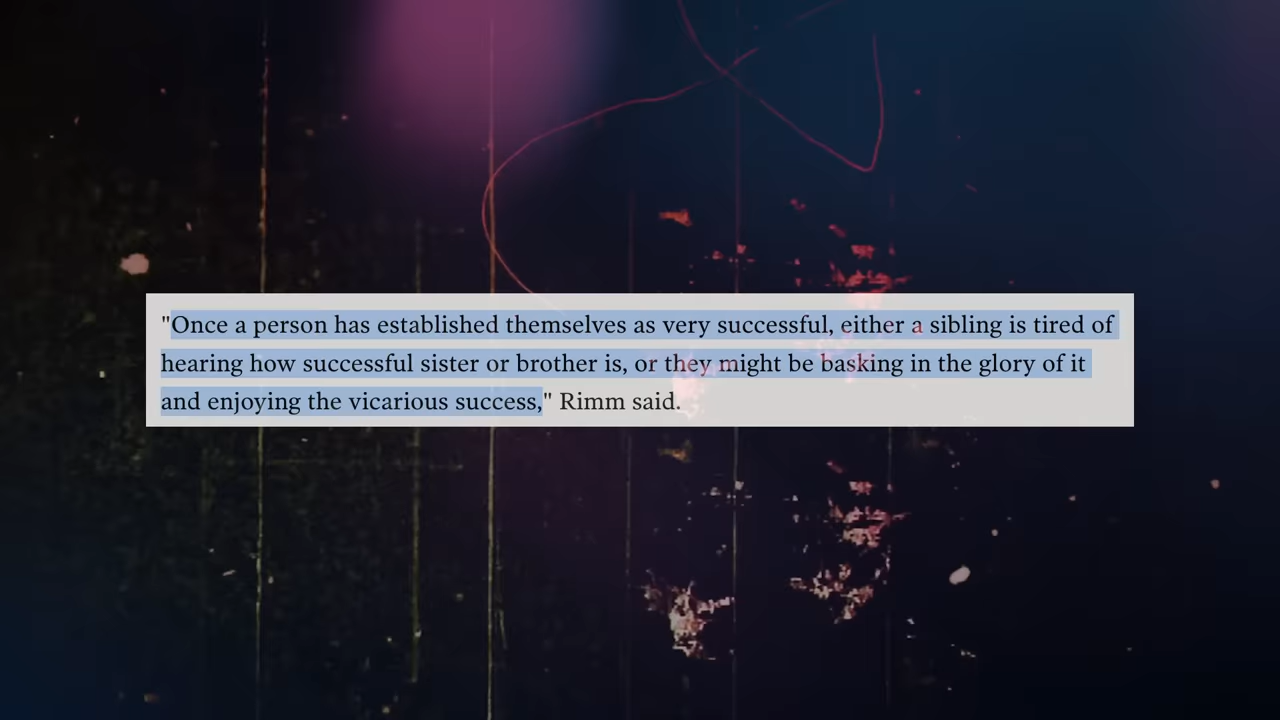 "Once a person has established themselves as very successful, either a sibling is tired of
hearing how successful sister or brother is, or they might be basking in the glory of it
and enjoying the vicarious success," Rimm said.